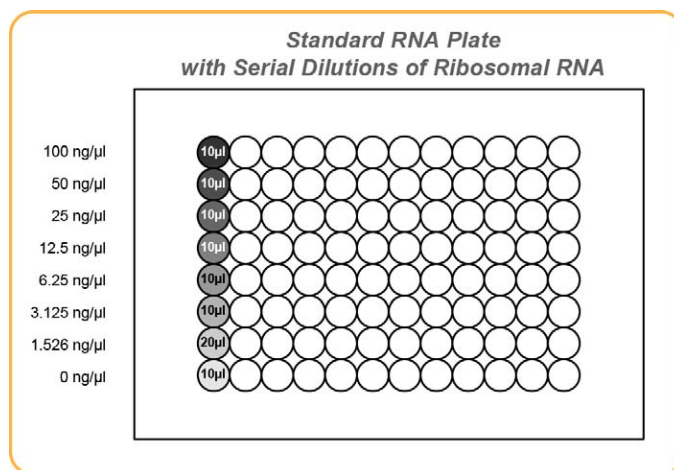 Standard RNA Plate
with Serial Dilutions of Ribosomal RNA
100 ng/µl 10µl
50 ng/µl 10µl
25 ng/µl 10µl
12.5 ng/µl 10µl
6.25 ng/µl 10µl
3.125 ng/µl 10µl
1.526 ng/µl 20µl
0 ng/µl 10µl